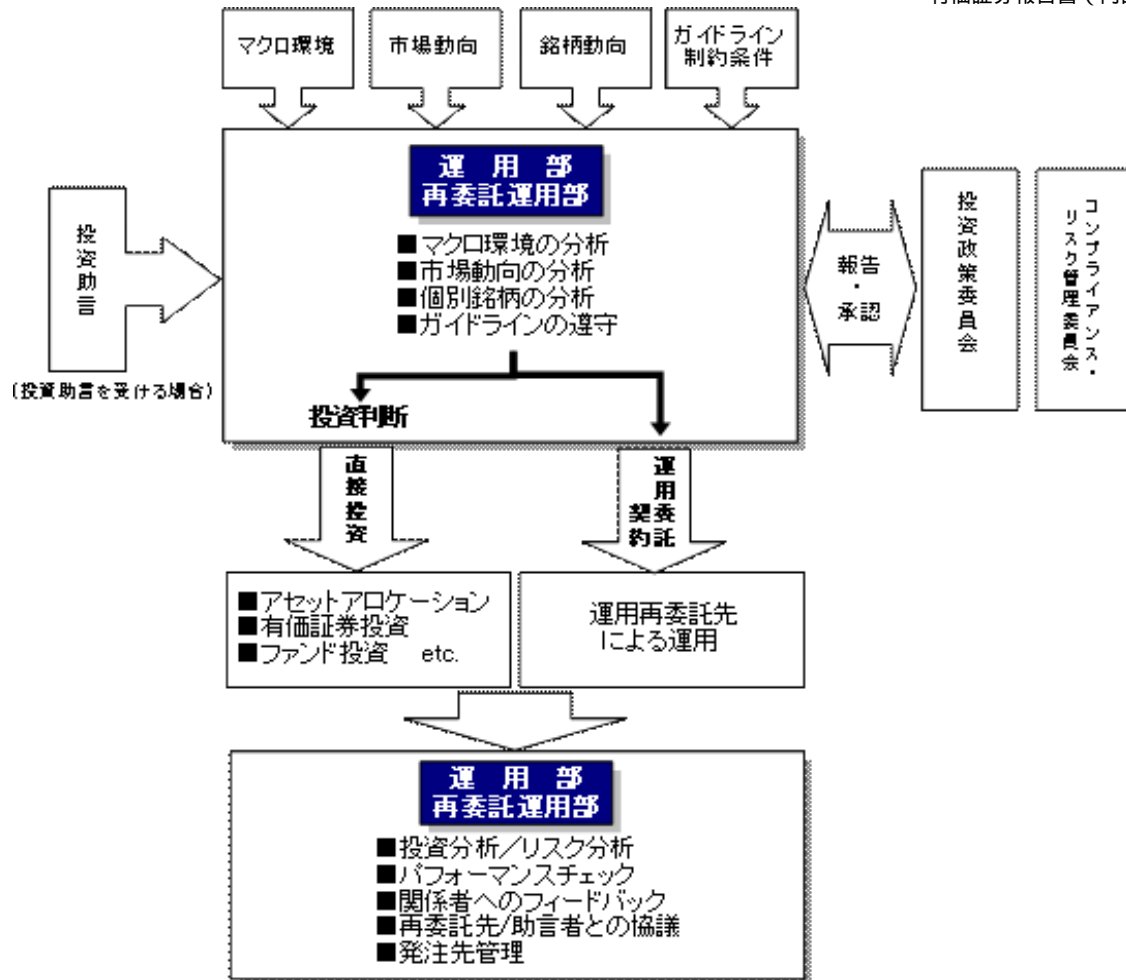 マクロ環境
市場動向
銘柄動向
ガイドライン
制約条件
運用部
再委託運用部
■マクロ環境の分析
■市場動向の分析
■個別銘柄の分析
■ガイドラインの遵守
投資助言
(投資助言を受ける場合)
報告
・
承認
投資政策委員会
コンプライアンス・
リスク管理委員会
投資判断
直接投資
運用委託
契約
■アセットアロケーション
■有価証券投資
■ファンド投資 etc.
運用再委託先
による運用
運用部
再委託運用部
■投資分析/リスク分析
■パフォーマンスチェック
■関係者へのフィードバック
■再委託先/助言者との協議
■発注先管理